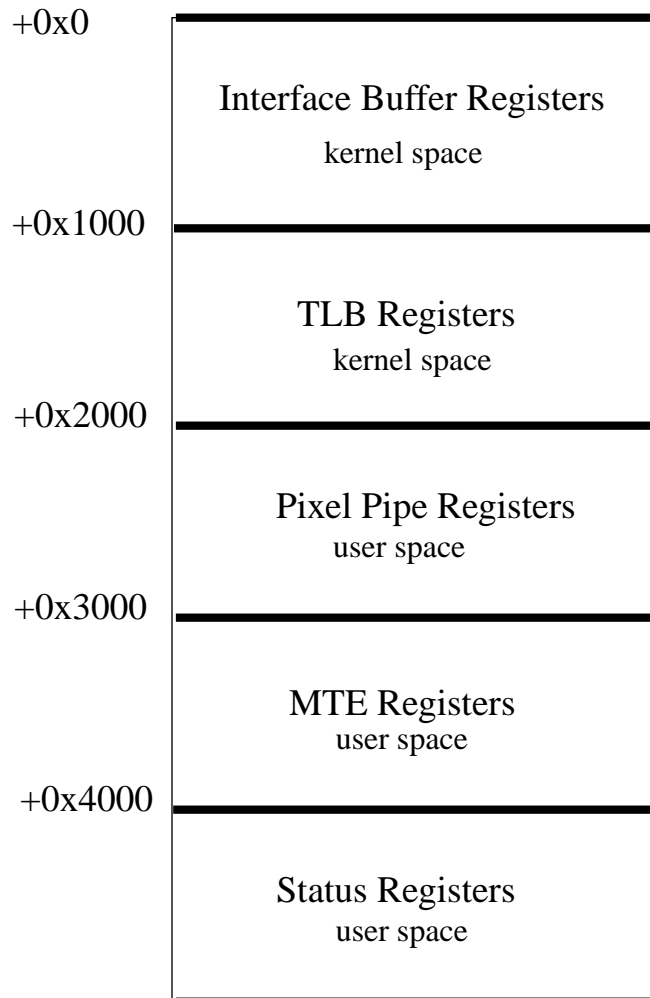 +0x0
Interface Buffer Registers
kernel space
+0x1000
TLB Registers
kernel space
+0x2000
Pixel Pipe Registers
user space
+0x3000
MTE Registers
user space
+0x4000
Status Registers
user space